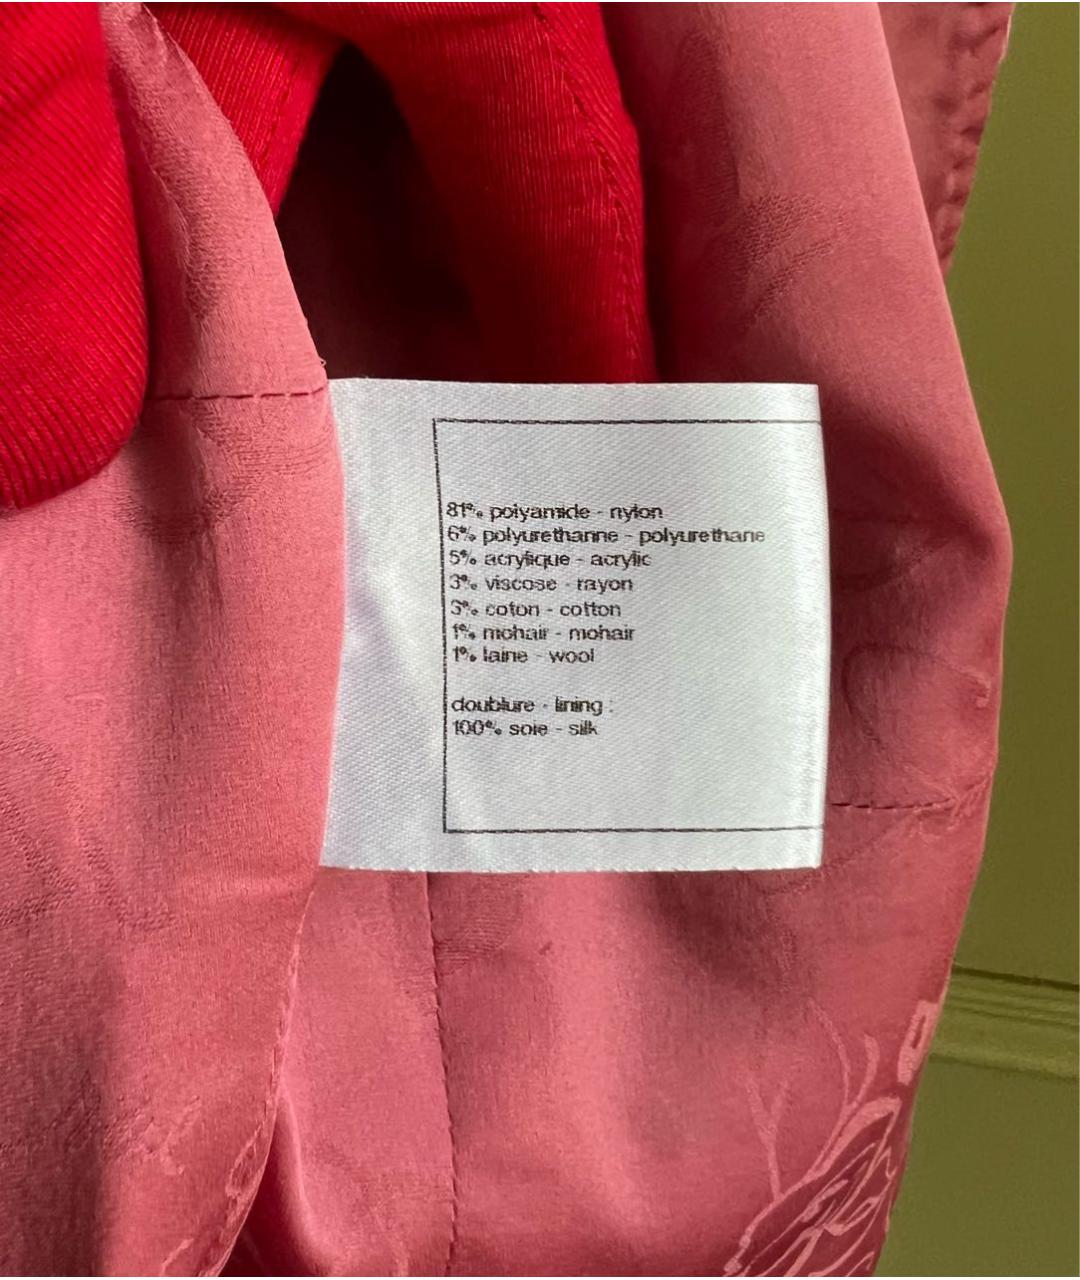 81% polyamide - nylon
6% polyurethanne - polyurethane
5% acrylique - acrylic
3% viscose - rayon
3% coton - cotton
1% mohair - mohair
1% laine - wool
doublure - lining :
100% soie - silk